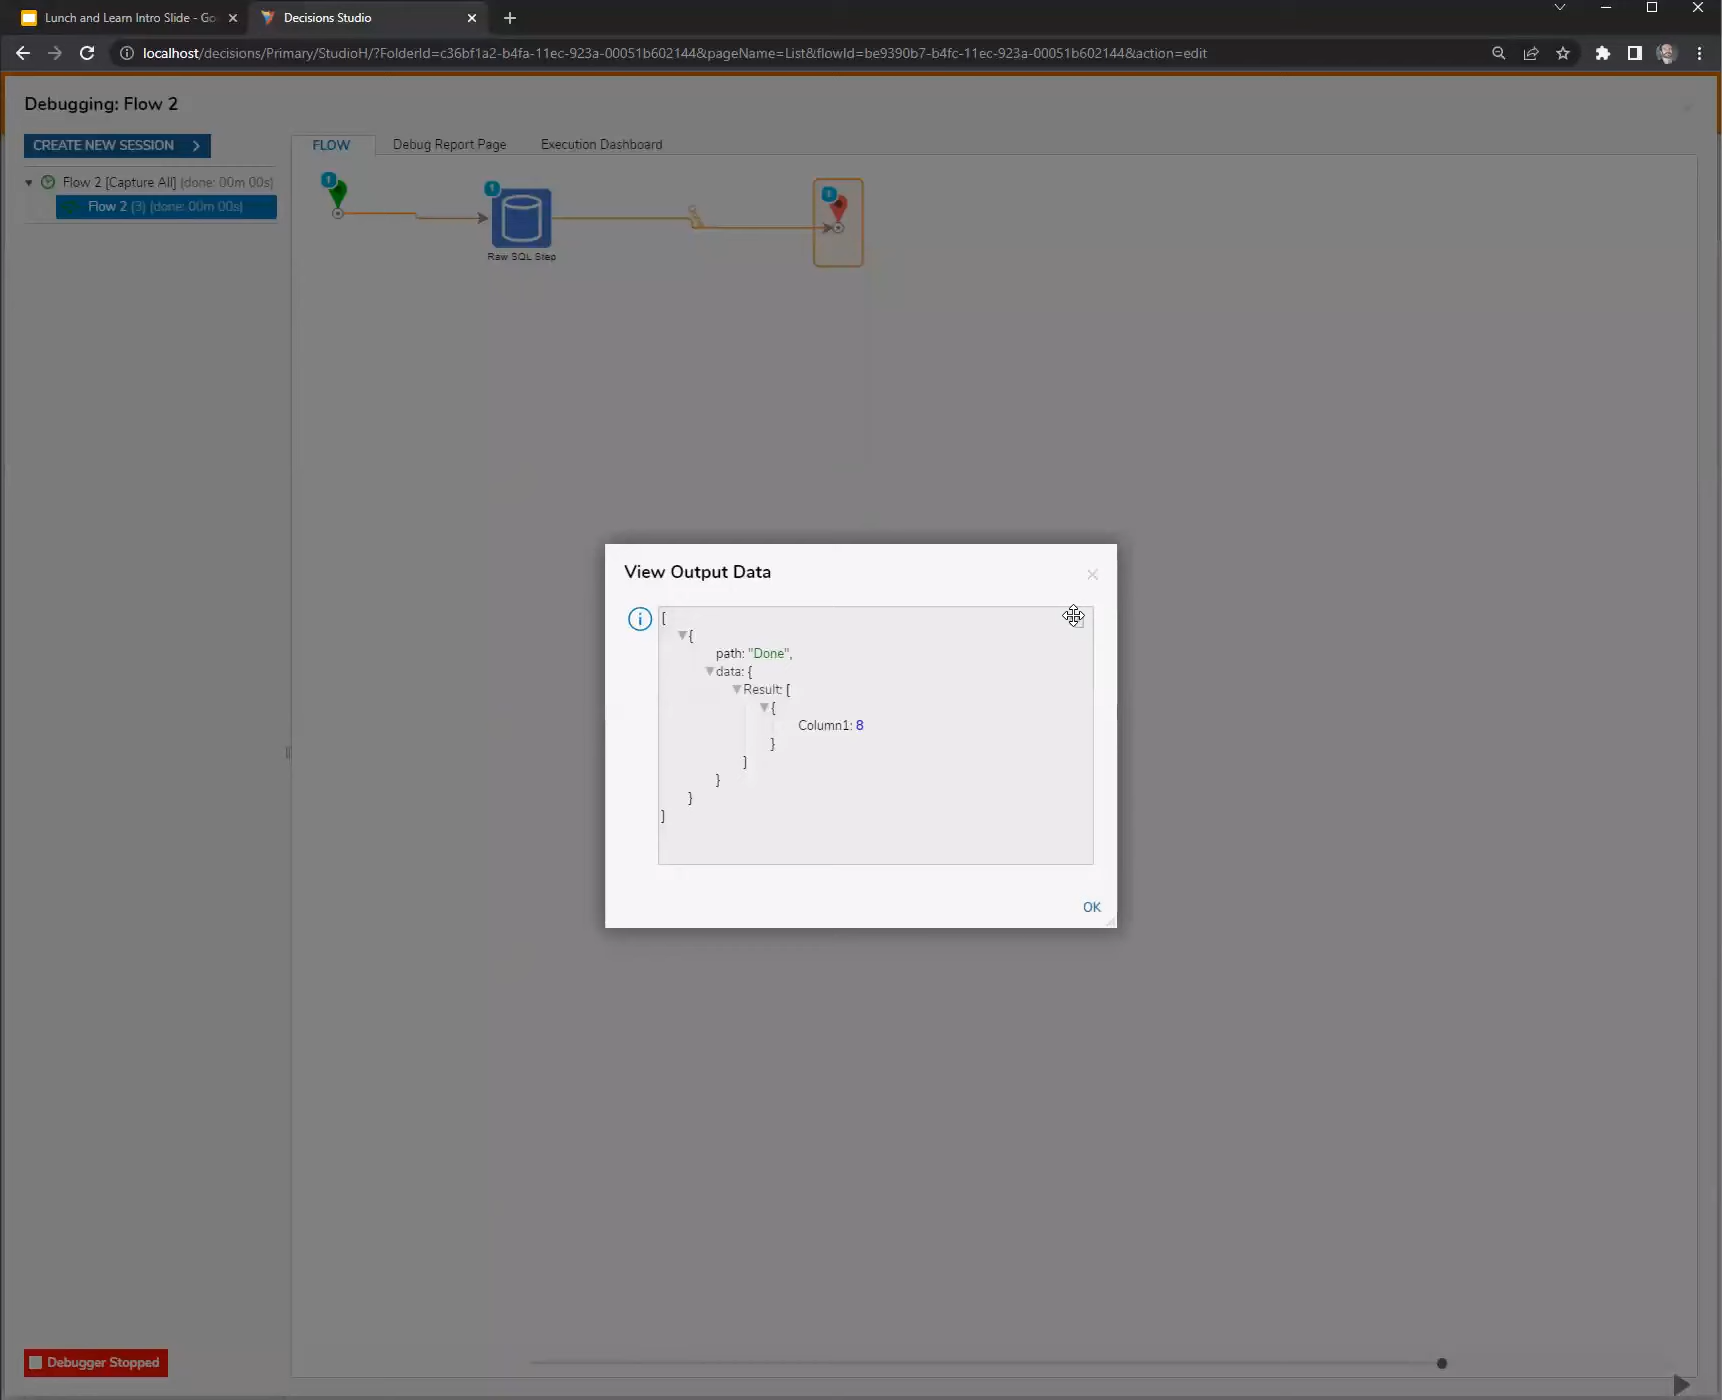 Lunch and Learn Intro Slide - Go
Decisions Studio
localhost/decisions/Primary/StudioH/?FolderId=c36bf1a2-b4fa-11ec-923a-00051b602144&pageName=List&flowId=be9390b7-b4fc-11ec-923a-00051b602144&action=edit
Debugging: Flow 2
CREATE NEW SESSION
FLOW
Debug Report Page
Execution Dashboard
Flow 2 [Capture All] (done: 00m 00s)
Flow 2 (3) (done: 00m 00s)
1
1
1
Raw SQL Step
View Output Data
[
{
path: "Done",
data: {
Result: [
{
Column1: 8
}
]
}
}
]
OK
Debugger Stopped